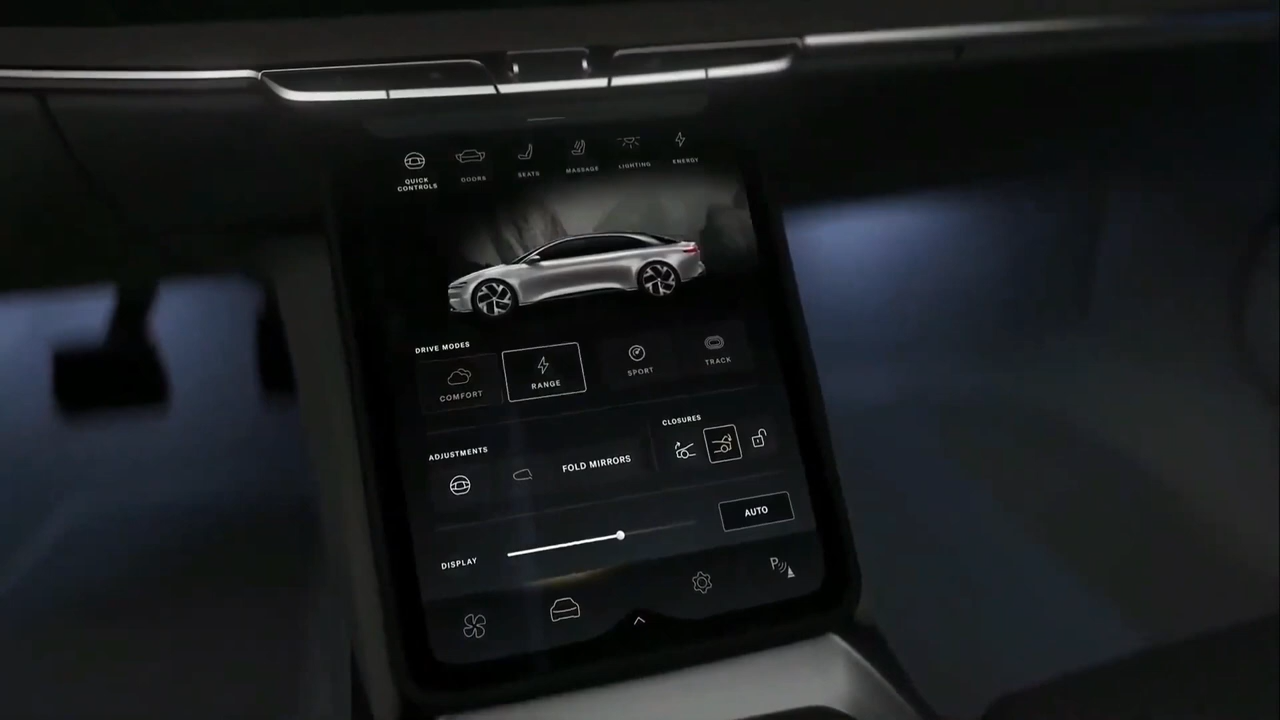 QUICK
CONTROLS
DOORS
SEATS
MASSAGE
LIGHTING
ENERGY
DRIVE MODES
COMFORT
RANGE
SPORT
TRACK
ADJUSTMENTS
FOLD MIRRORS
CLOSURES
DISPLAY
AUTO
P